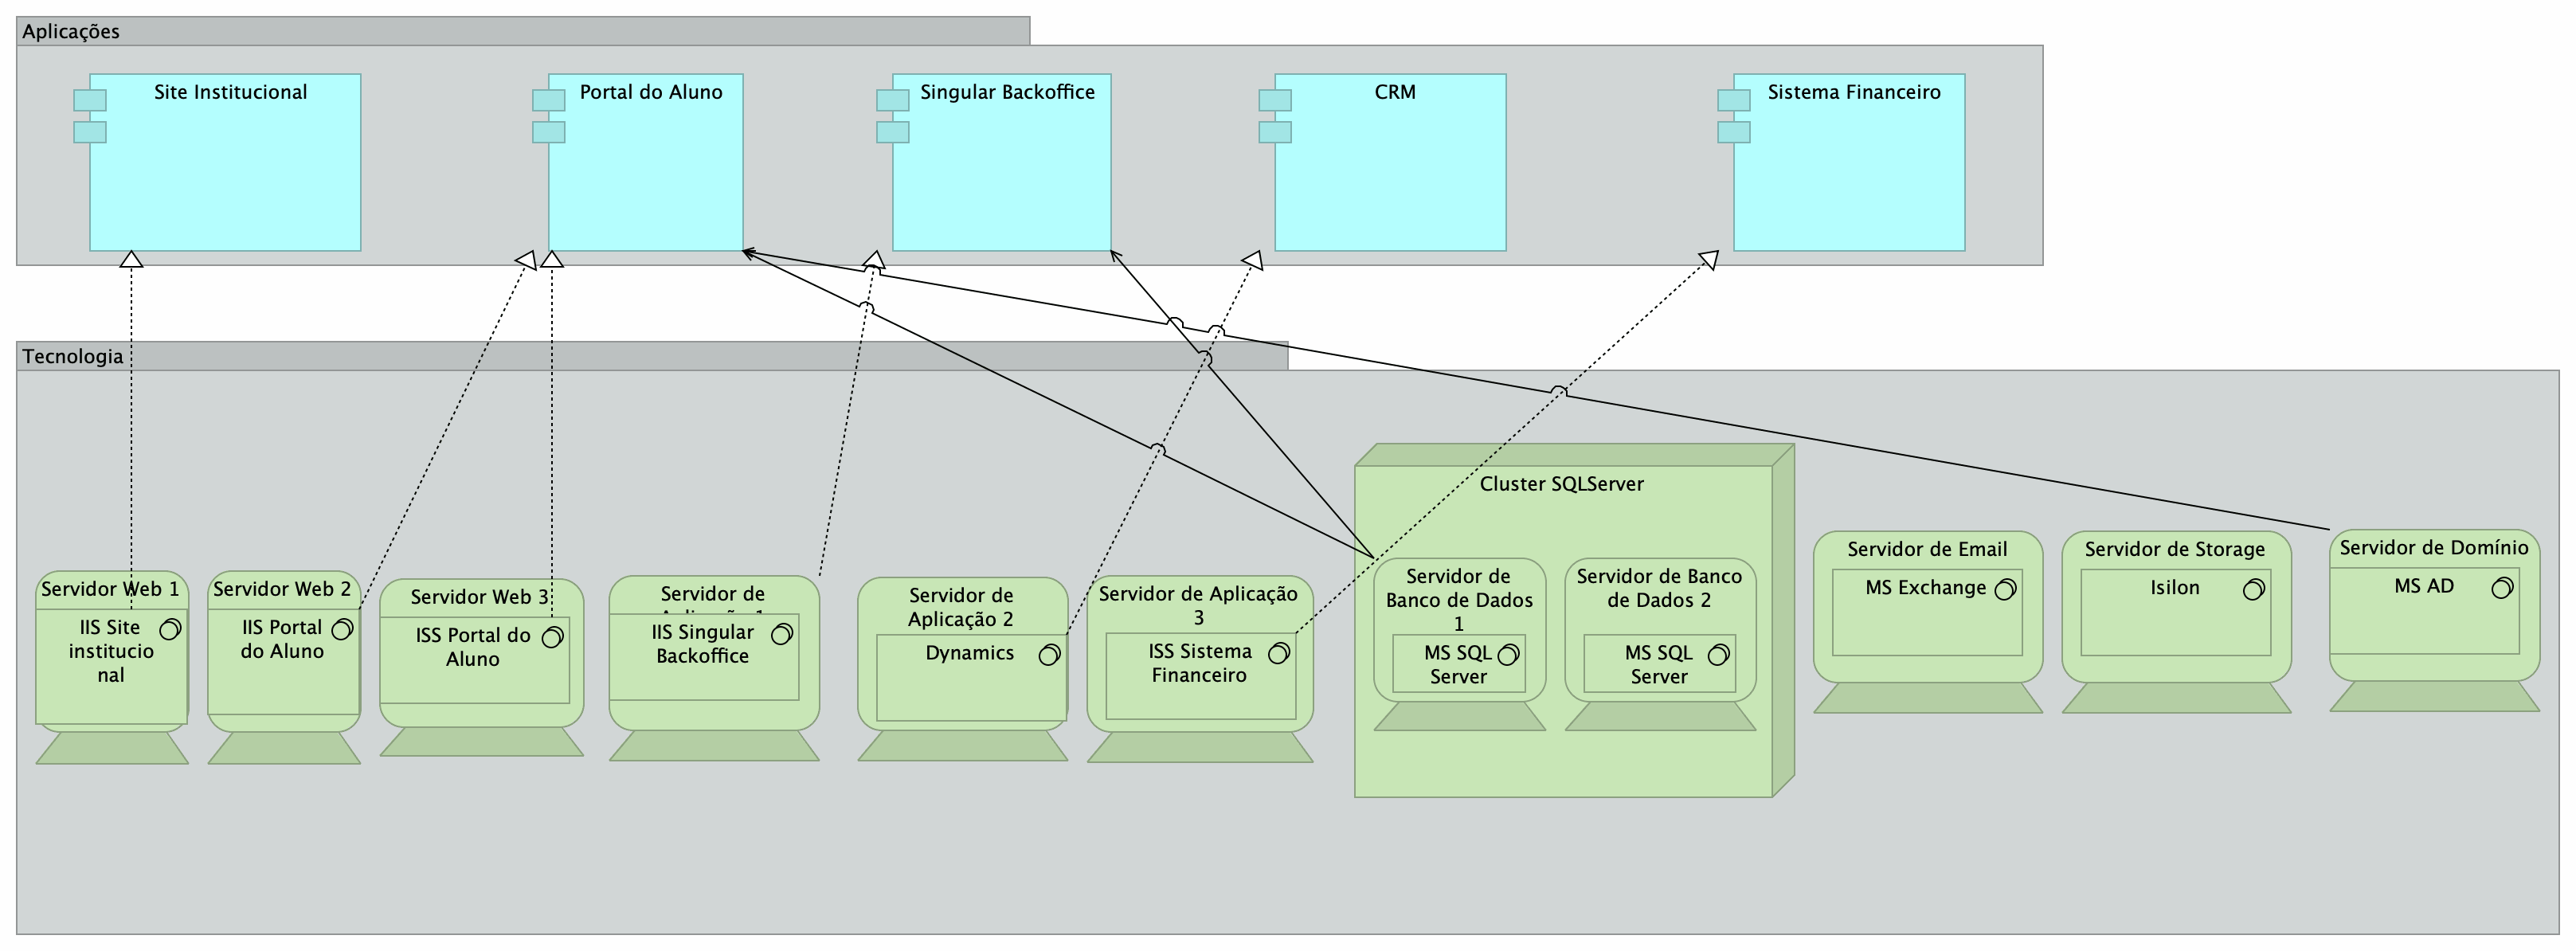 Aplicações
Site Institucional
Portal do Aluno
Singular Backoffice
CRM
Sistema Financeiro
Tecnologia
Cluster SQLServer
Servidor Web 1
IIS Site
institucio
nal
Servidor Web 2
IIS Portal
do Aluno
Servidor Web 3
ISS Portal do
Aluno
Servidor de
IIS Singular
Backoffice
Servidor de
Aplicação 2
Dynamics
Servidor de Aplicação
3
ISS Sistema
Financeiro
Servidor de
Banco de Dados
1
MS SQL
Server
Servidor de Banco
de Dados 2
MS SQL
Server
Servidor de Email
MS Exchange
Servidor de Storage
Isilon
Servidor de Domínio
MS AD